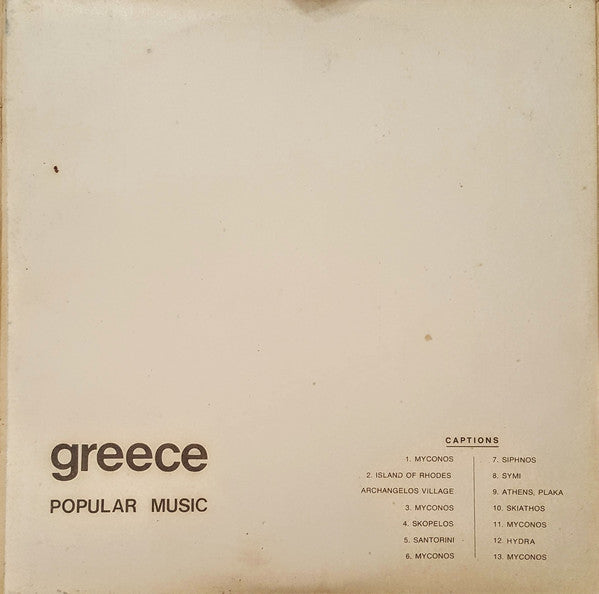 greece
POPULAR MUSIC
CAPTIONS
1. MYCONOS
2. ISLAND OF RHODES
ARCHANGELOS VILLAGE
3. MYCONOS
4. SKOPELOS
5. SANTORINI
6. MYCONOS
7. SIPHNOS
8. SYMI
9. ATHENS, PLAKA
10. SKIATHOS
11. MYCONOS
12. HYDRA
13. MYCONOS